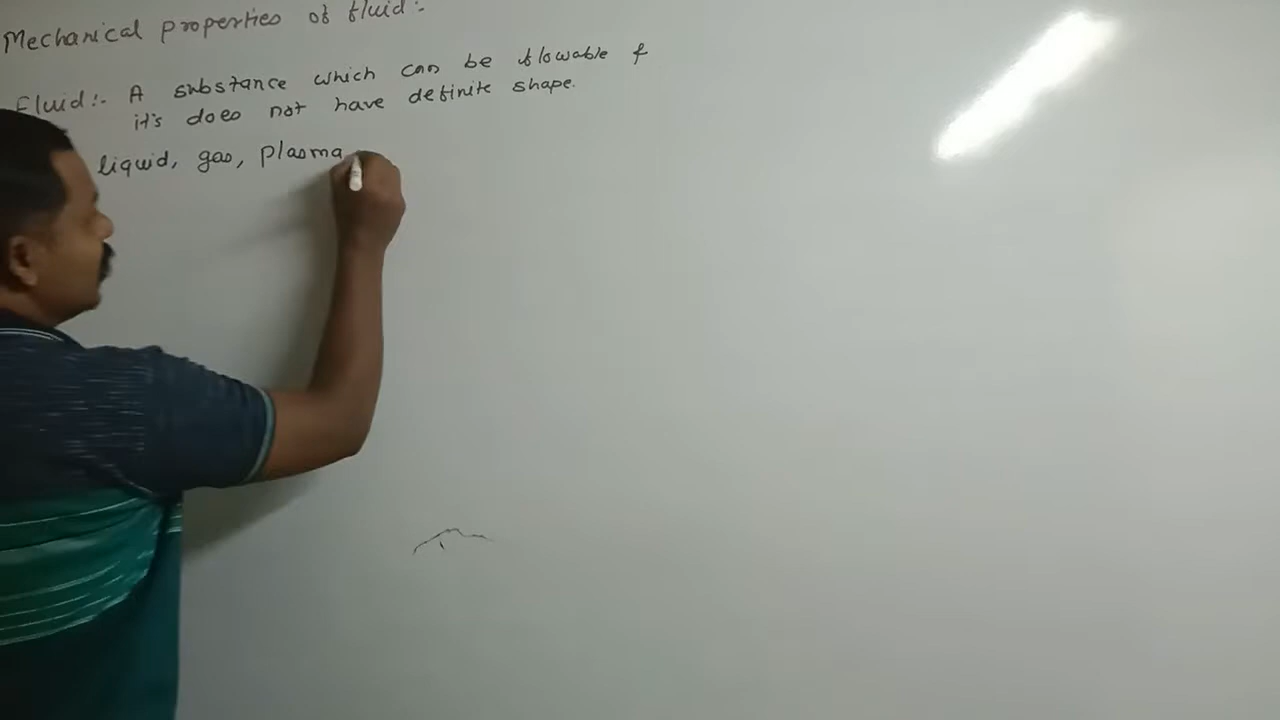 Mechanical properties of fluid:-
Fluid:- A substance which can be flowable &
it's does not have definite shape.
liquid, gas, plasma